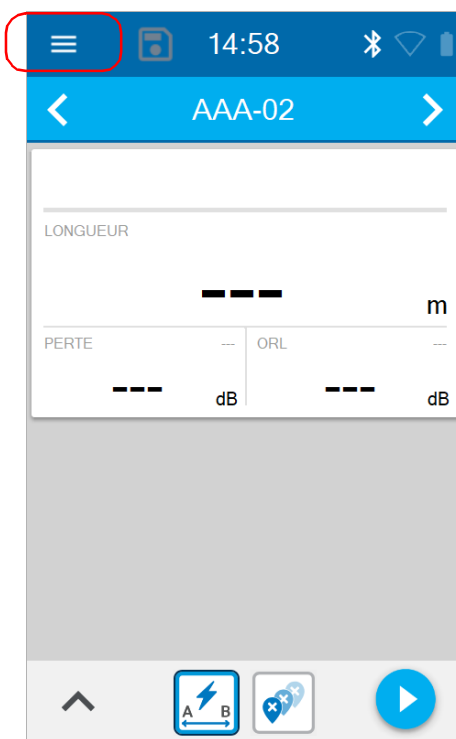 14:58
AAA-02
LONGUEUR
--- m
PERTE --- ORL ---
--- dB --- dB
A B